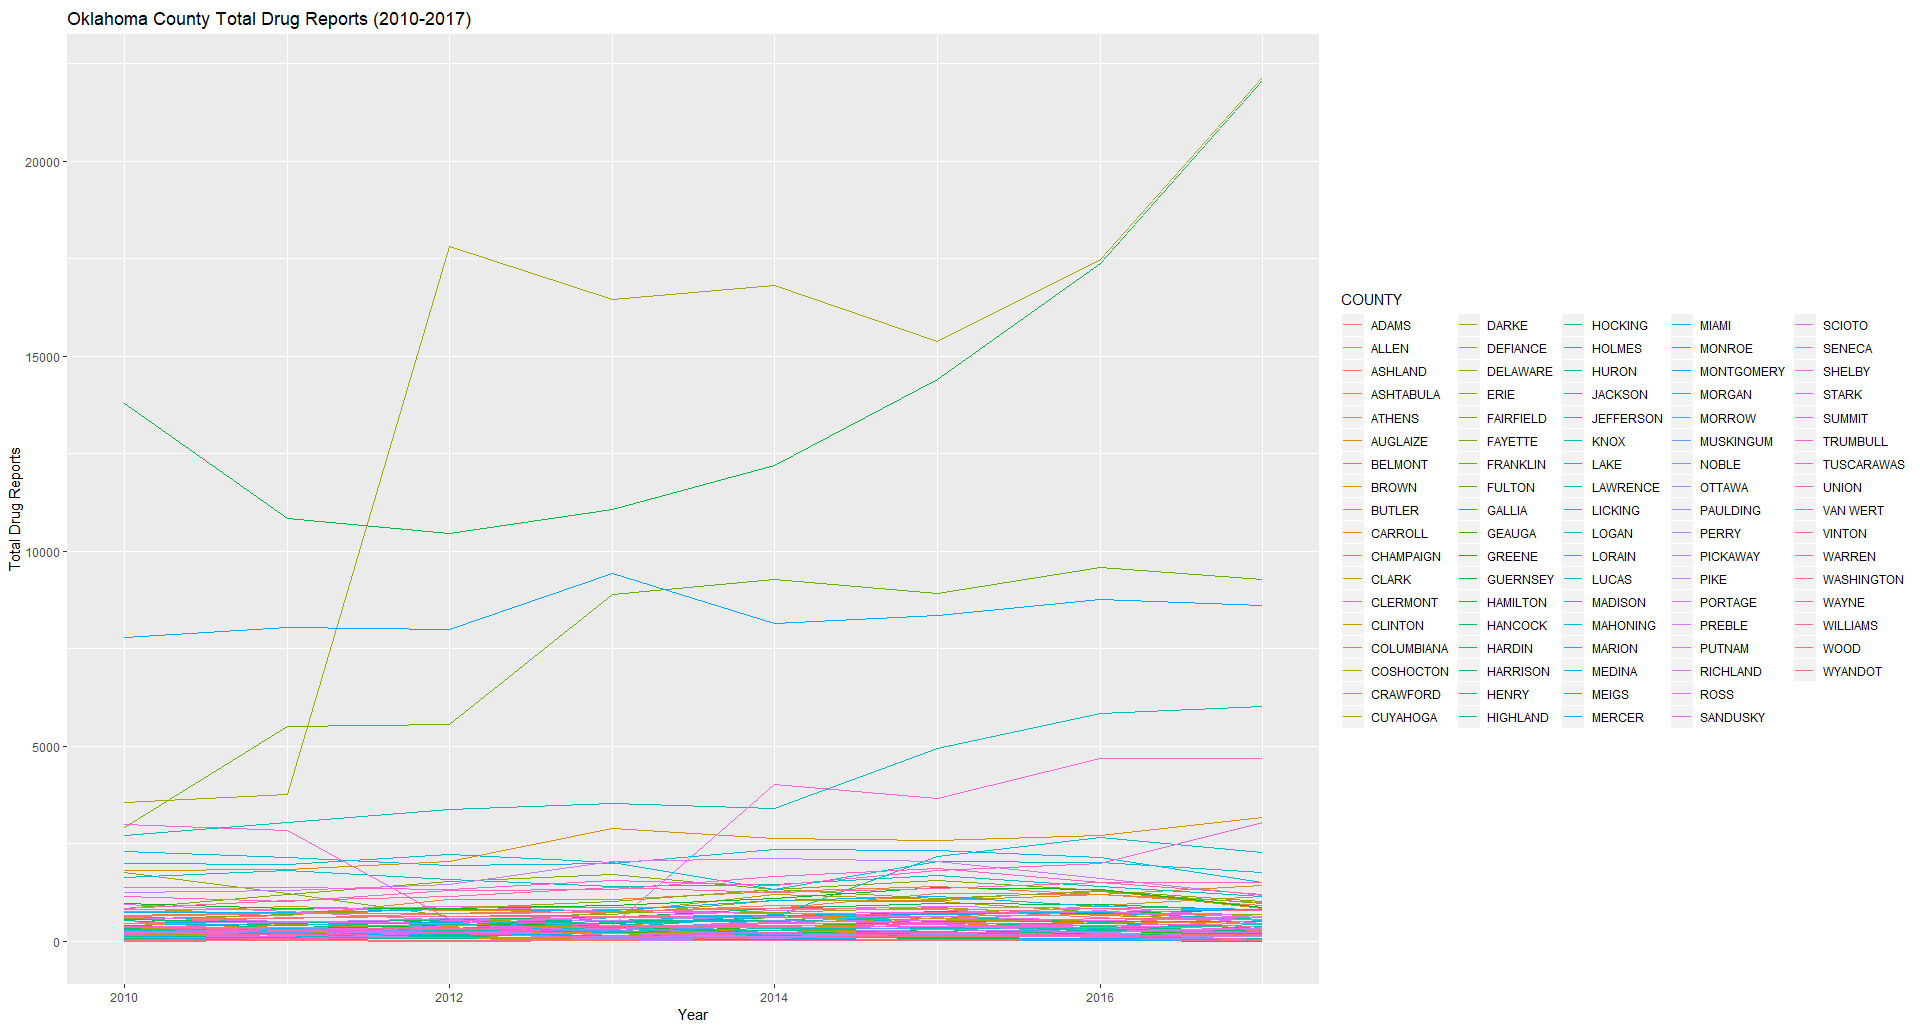 Oklahoma County Total Drug Reports (2010-2017)
Total Drug Reports
20000
15000
10000
5000
0
2010
2012
2014
2016
Year
COUNTY
ADAMS
ALLEN
ASHLAND
ASHTABULA
ATHENS
AUGLAIZE
BELMONT
BROWN
BUTLER
CARROLL
CHAMPAIGN
CLARK
CLERMONT
CLINTON
COLUMBIANA
COSHOCTON
CRAWFORD
CUYAHOGA
DARKE
DEFIANCE
DELAWARE
ERIE
FAIRFIELD
FAYETTE
FRANKLIN
FULTON
GALLIA
GEAUGA
GREENE
GUERNSEY
HAMILTON
HANCOCK
HARDIN
HARRISON
HENRY
HIGHLAND
HOCKING
HOLMES
HURON
JACKSON
JEFFERSON
KNOX
LAKE
LAWRENCE
LICKING
LOGAN
LORAIN
LUCAS
MADISON
MAHONING
MARION
MEDINA
MEIGS
MERCER
MIAMI
MONROE
MONTGOMERY
MORGAN
MORROW
MUSKINGUM
NOBLE
OTTAWA
PAULDING
PERRY
PICKAWAY
PIKE
PORTAGE
PREBLE
PUTNAM
RICHLAND
ROSS
SANDUSKY
SCIOTO
SENECA
SHELBY
STARK
SUMMIT
TRUMBULL
TUSCARAWAS
UNION
VAN WERT
VINTON
WARREN
WASHINGTON
WAYNE
WILLIAMS
WOOD
WYANDOT